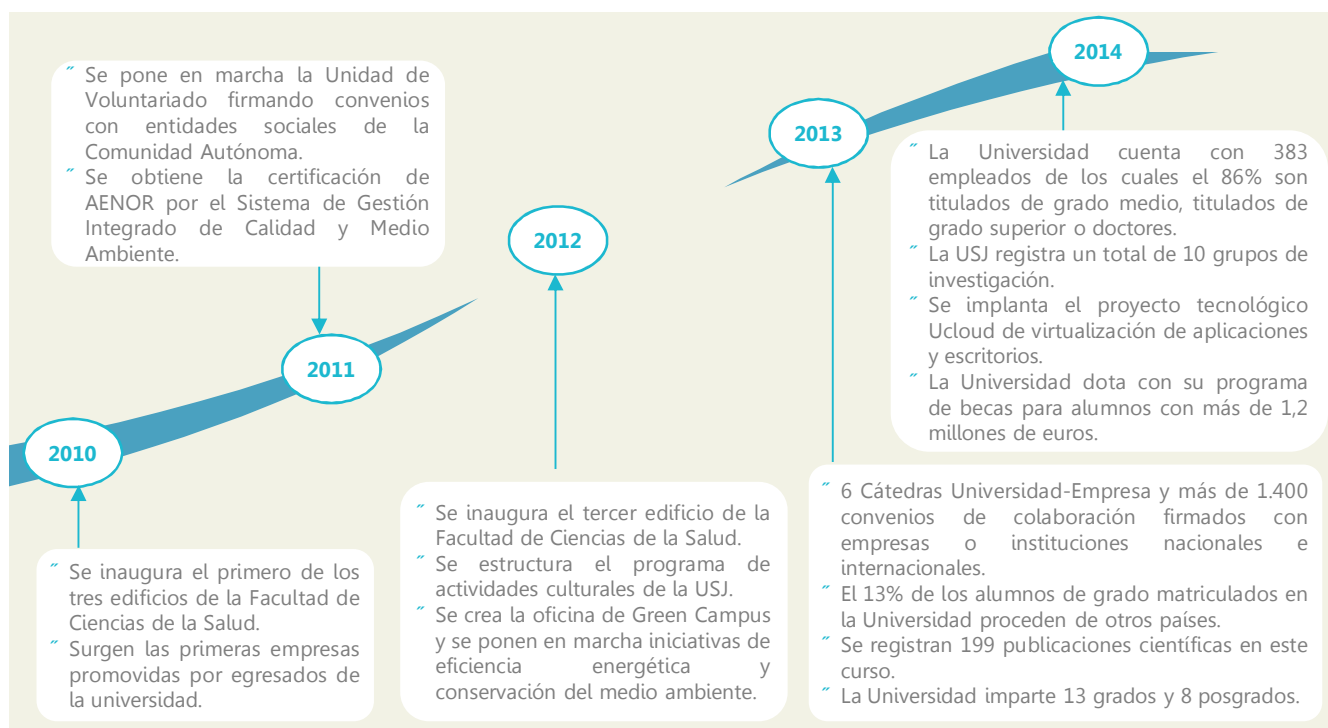 2010
˝ Se inaugura el primero de los
tres edificios de la Facultad de
Ciencias de la Salud.
˝ Surgen las primeras empresas
promovidas por egresados de
la universidad.
˝ Se pone en marcha la Unidad de
Voluntariado firmando convenios
con entidades sociales de la
Comunidad Autónoma.
˝ Se obtiene la certificación de
AENOR por el Sistema de Gestión
Integrado de Calidad y Medio
Ambiente.
2011
2012
˝ Se inaugura el tercer edificio de la
Facultad de Ciencias de la Salud.
˝ Se estructura el programa de
actividades culturales de la USJ.
˝ Se crea la oficina de Green Campus
y se ponen en marcha iniciativas de
eficiencia energética y
conservación del medio ambiente.
2013
˝ 6 Cátedras Universidad-Empresa y más de 1.400
convenios de colaboración firmados con
empresas o instituciones nacionales e
internacionales.
˝ El 13% de los alumnos de grado matriculados en
la Universidad proceden de otros países.
˝ Se registran 199 publicaciones científicas en este
curso.
˝ La Universidad imparte 13 grados y 8 posgrados.
2014
˝ La Universidad cuenta con 383
empleados de los cuales el 86% son
titulados de grado medio, titulados de
grado superior o doctores.
˝ La USJ registra un total de 10 grupos de
investigación.
˝ Se implanta el proyecto tecnológico
Ucloud de virtualización de aplicaciones
y escritorios.
˝ La Universidad dota con su programa
de becas para alumnos con más de 1,2
millones de euros.